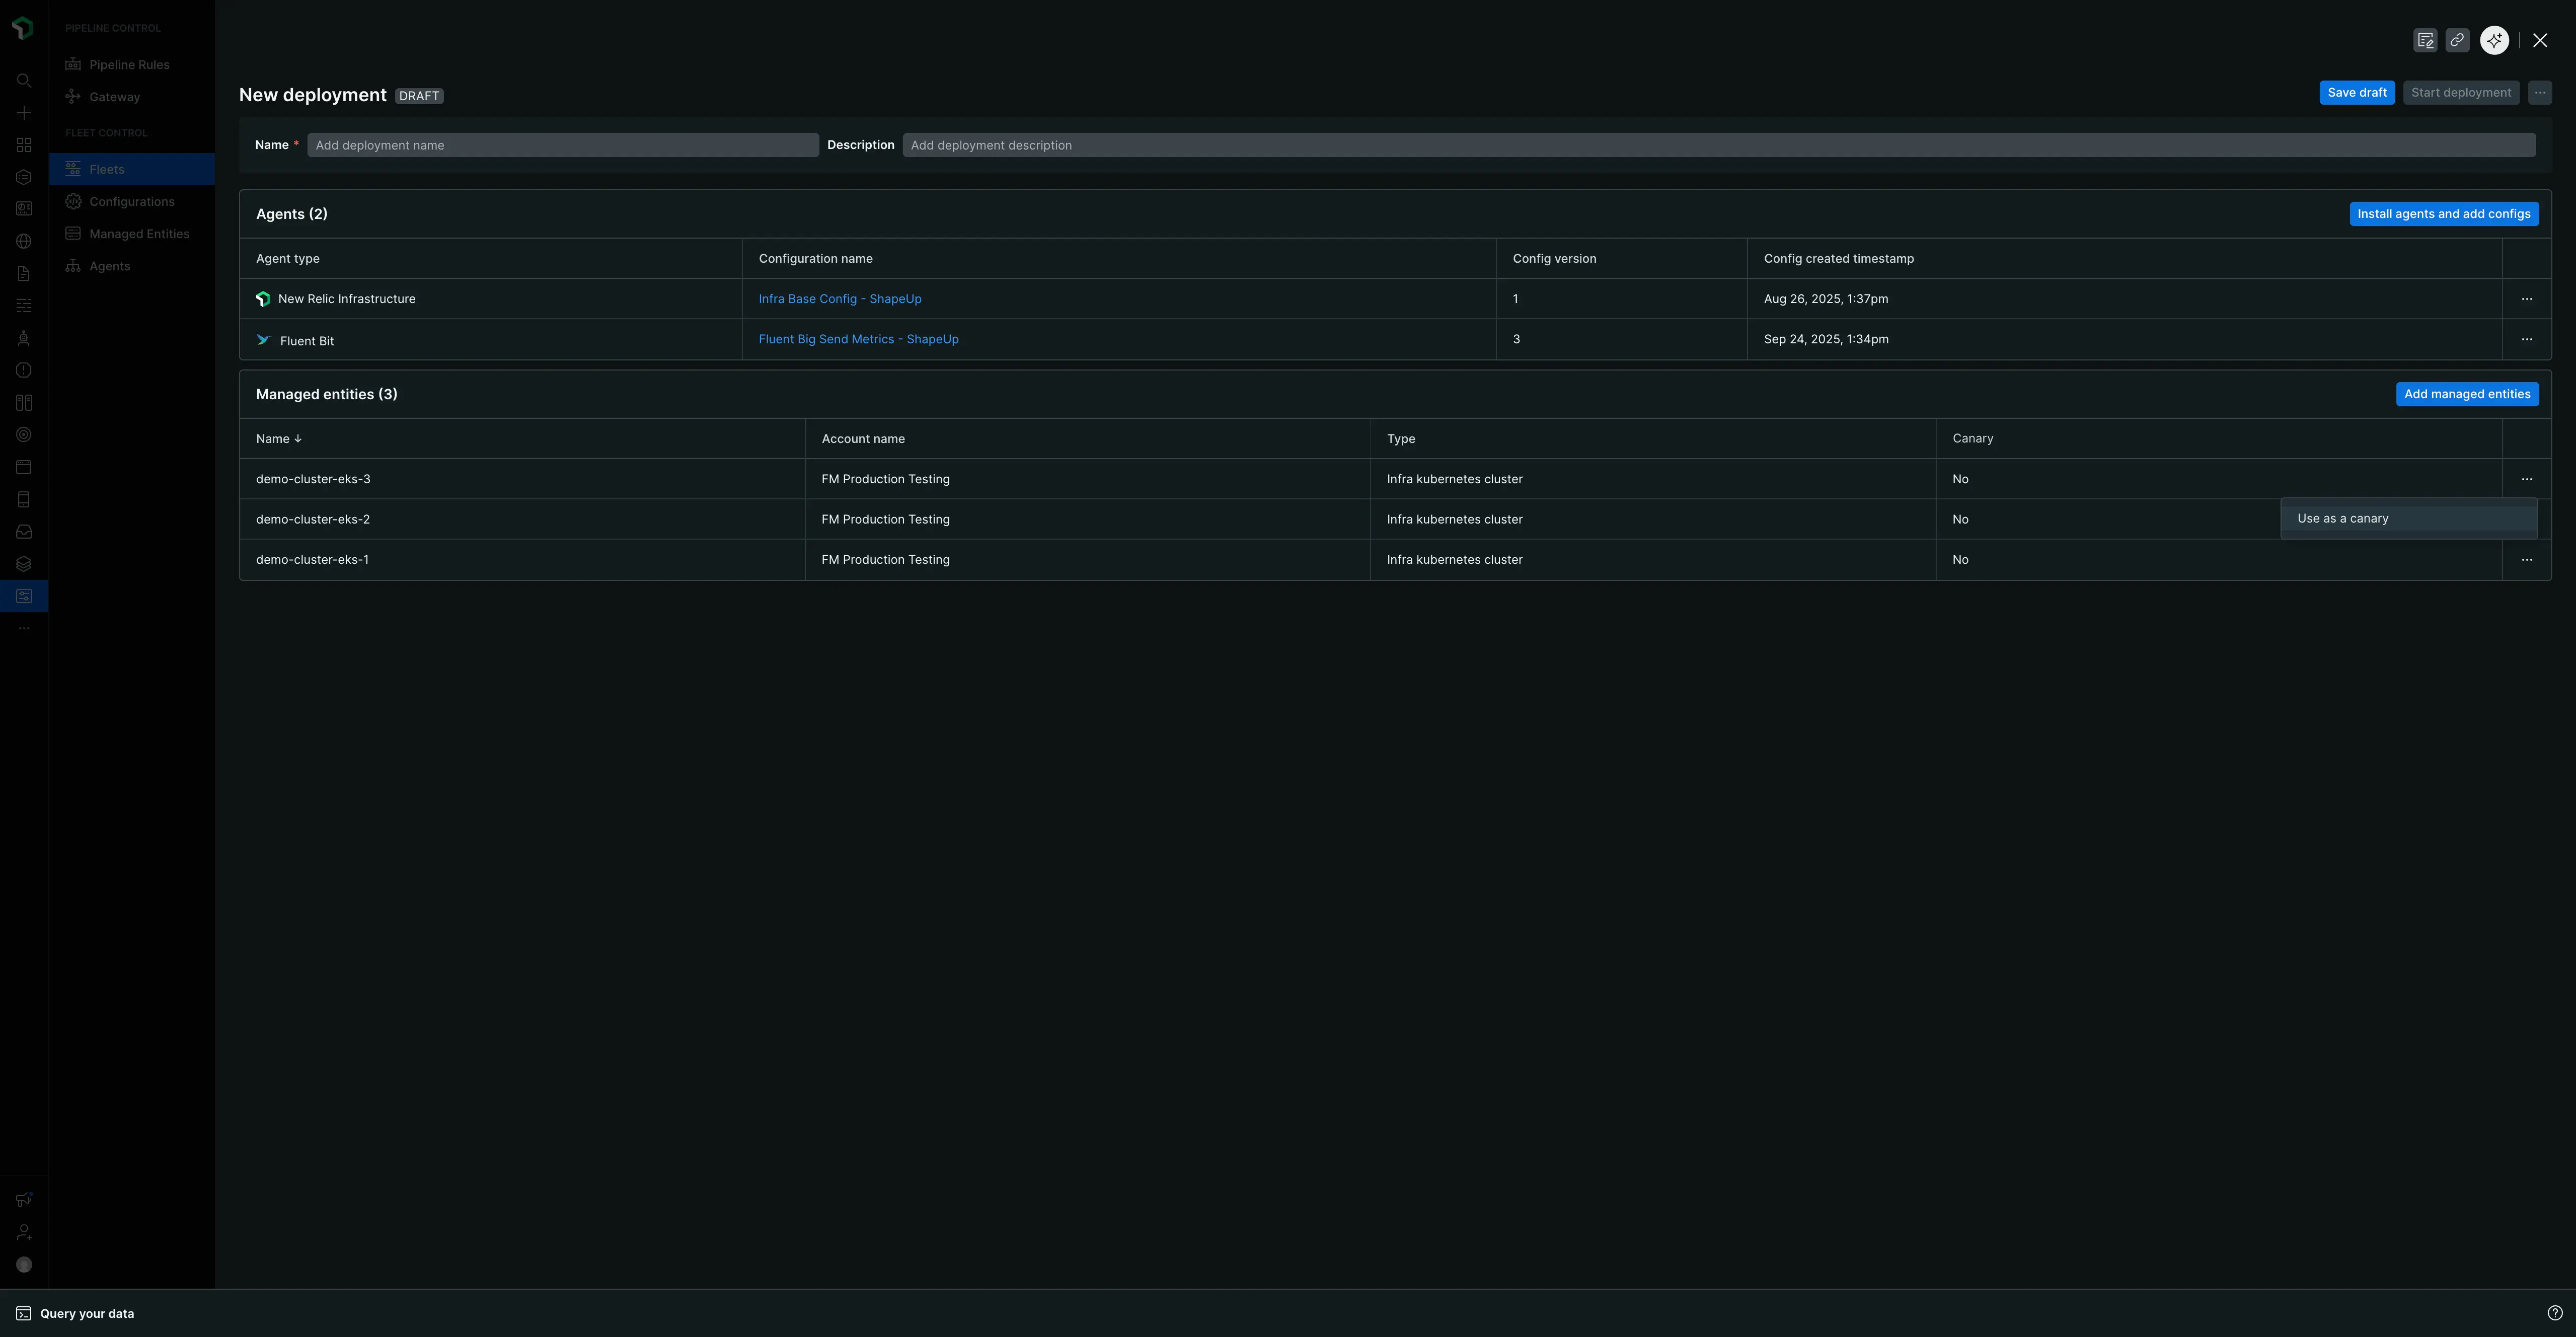 PIPELINE CONTROL
Pipeline Rules
Gateway
FLEET CONTROL
Fleets
Configurations
Managed Entities
Agents
New deployment DRAFT
Save draft Start deployment ...
Name * Add deployment name Description Add deployment description
Agents (2) Install agents and add configs
Agent type Configuration name Config version Config created timestamp
New Relic Infrastructure Infra Base Config - ShapeUp 1 Aug 26, 2025, 1:37pm ...
Fluent Bit Fluent Big Send Metrics - ShapeUp 3 Sep 24, 2025, 1:34pm ...
Managed entities (3) Add managed entities
Name ↓ Account name Type Canary
demo-cluster-eks-3 FM Production Testing Infra kubernetes cluster No ...
demo-cluster-eks-2 FM Production Testing Infra kubernetes cluster No Use as a canary
demo-cluster-eks-1 FM Production Testing Infra kubernetes cluster No ...
Query your data